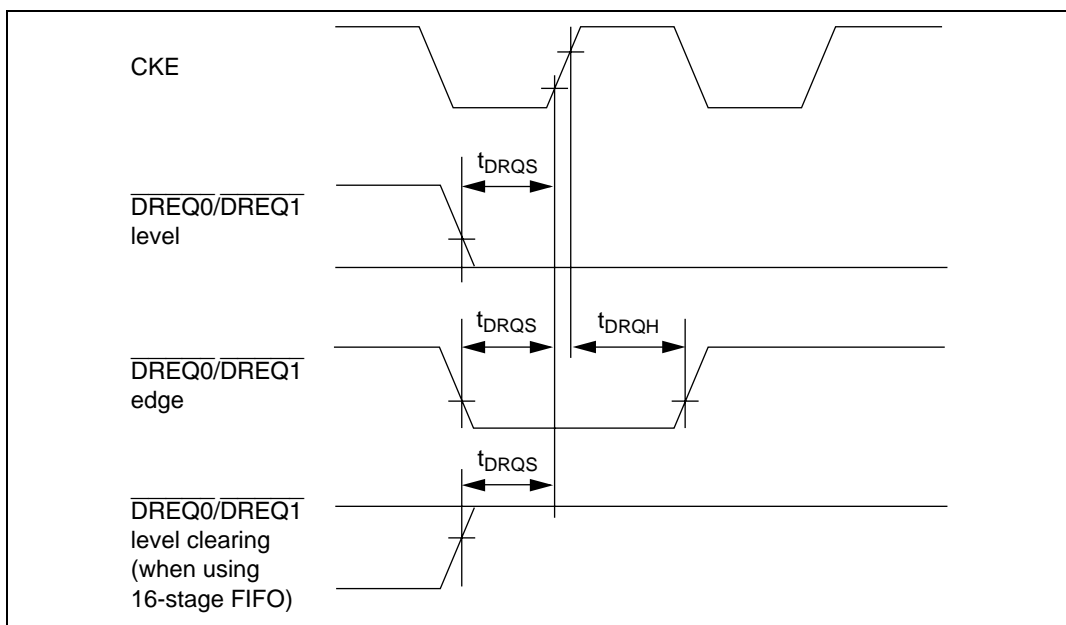 CKE
tDRQS
DREQ0/DREQ1
level
tDRQS
tDRQH
DREQ0/DREQ1
edge
tDRQS
DREQ0/DREQ1
level clearing
(when using
16-stage FIFO)